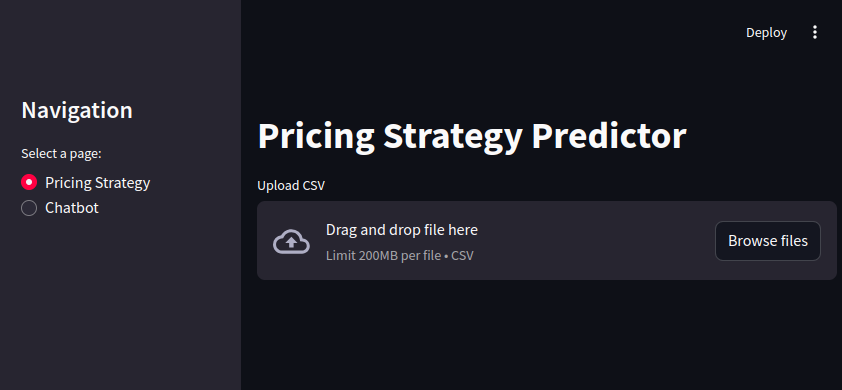 Deploy
Navigation
Select a page:
Pricing Strategy
Chatbot
Pricing Strategy Predictor
Upload CSV
Drag and drop file here
Limit 200MB per file • CSV
Browse files